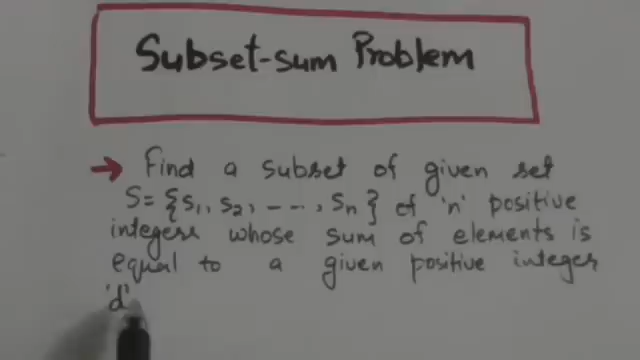 Subset-sum Problem
→ Find a subset of given set
S = {S1, S2, - - -, Sn} of 'n' positive
integers whose sum of elements is
equal to a given positive integer
'd'